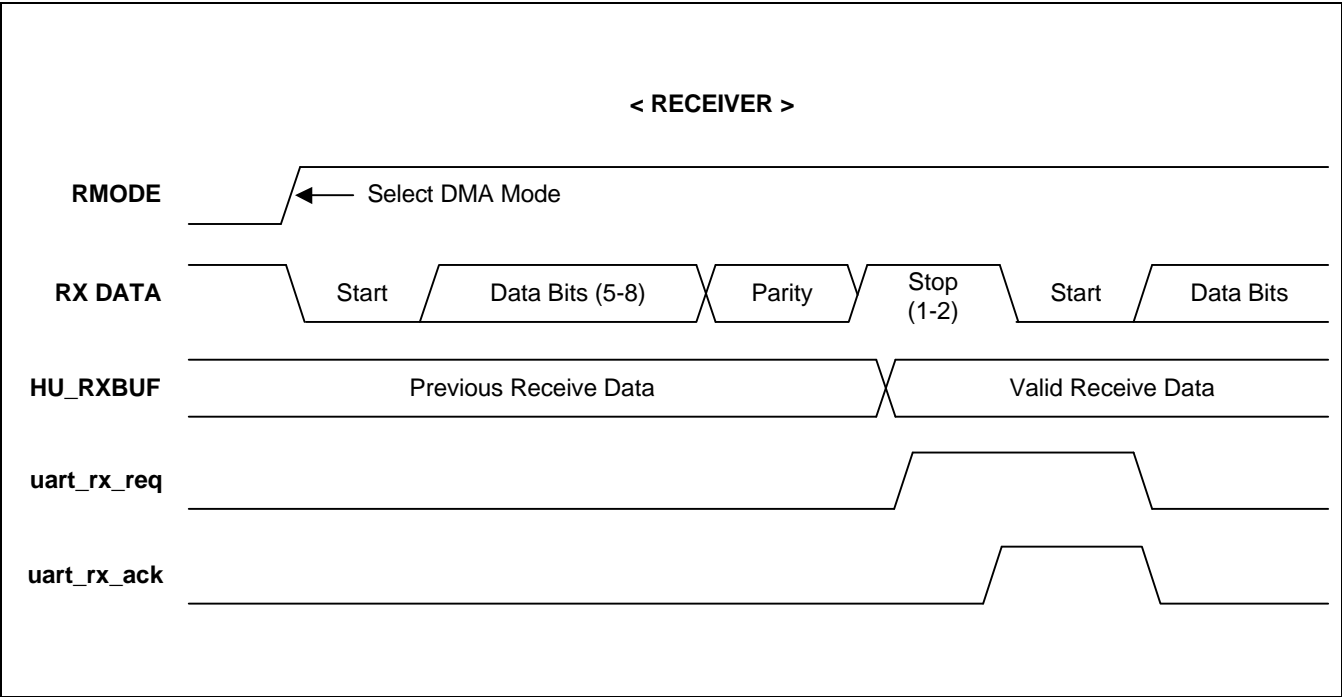 < RECEIVER >
RMODE
Select DMA Mode
RX DATA
Start
Data Bits (5-8)
Parity
Stop
(1-2)
Start
Data Bits
HU_RXBUF
Previous Receive Data
Valid Receive Data
uart_rx_req
uart_rx_ack